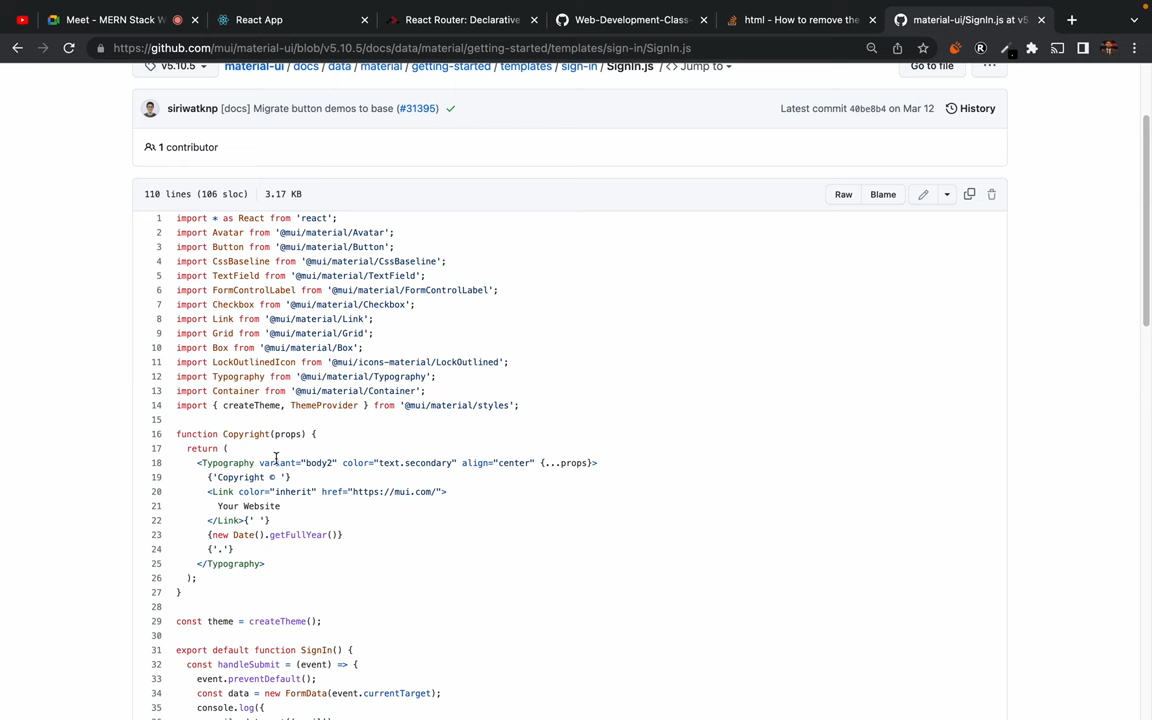 Meet - MERN Stack W
React App
React Router: Declarative
Web-Development-Class-
html - How to remove the
material-ui/SignIn.js at v5
https://github.com/mui/material-ui/blob/v5.10.5/docs/data/material/getting-started/templates/sign-in/SignIn.js
v5.10.5 material-ui / docs / data / material / getting-started / templates / sign-in / SignIn.js / <> Jump to Go to file ...
siriwatknp [docs] Migrate button demos to base (#31395) Latest commit 40be8b4 on Mar 12 History
1 contributor
110 lines (106 sloc) 3.17 KB Raw Blame
1 import * as React from 'react';
2 import Avatar from '@mui/material/Avatar';
3 import Button from '@mui/material/Button';
4 import CssBaseline from '@mui/material/CssBaseline';
5 import TextField from '@mui/material/TextField';
6 import FormControlLabel from '@mui/material/FormControlLabel';
7 import Checkbox from '@mui/material/Checkbox';
8 import Link from '@mui/material/Link';
9 import Grid from '@mui/material/Grid';
10 import Box from '@mui/material/Box';
11 import LockOutlinedIcon from '@mui/icons-material/LockOutlined';
12 import Typography from '@mui/material/Typography';
13 import Container from '@mui/material/Container';
14 import { createTheme, ThemeProvider } from '@mui/material/styles';
15
16 function Copyright(props) {
17 return (
18 <Typography variant="body2" color="text.secondary" align="center" {...props}>
19 {'Copyright © '}
20 <Link color="inherit" href="https://mui.com/">
21 Your Website
22 </Link>{' '}
23 {new Date().getFullYear()}
24 {'.'}
25 </Typography>
26 );
27 }
28
29 const theme = createTheme();
30
31 export default function SignIn() {
32 const handleSubmit = (event) => {
33 event.preventDefault();
34 const data = new FormData(event.currentTarget);
35 console.log({